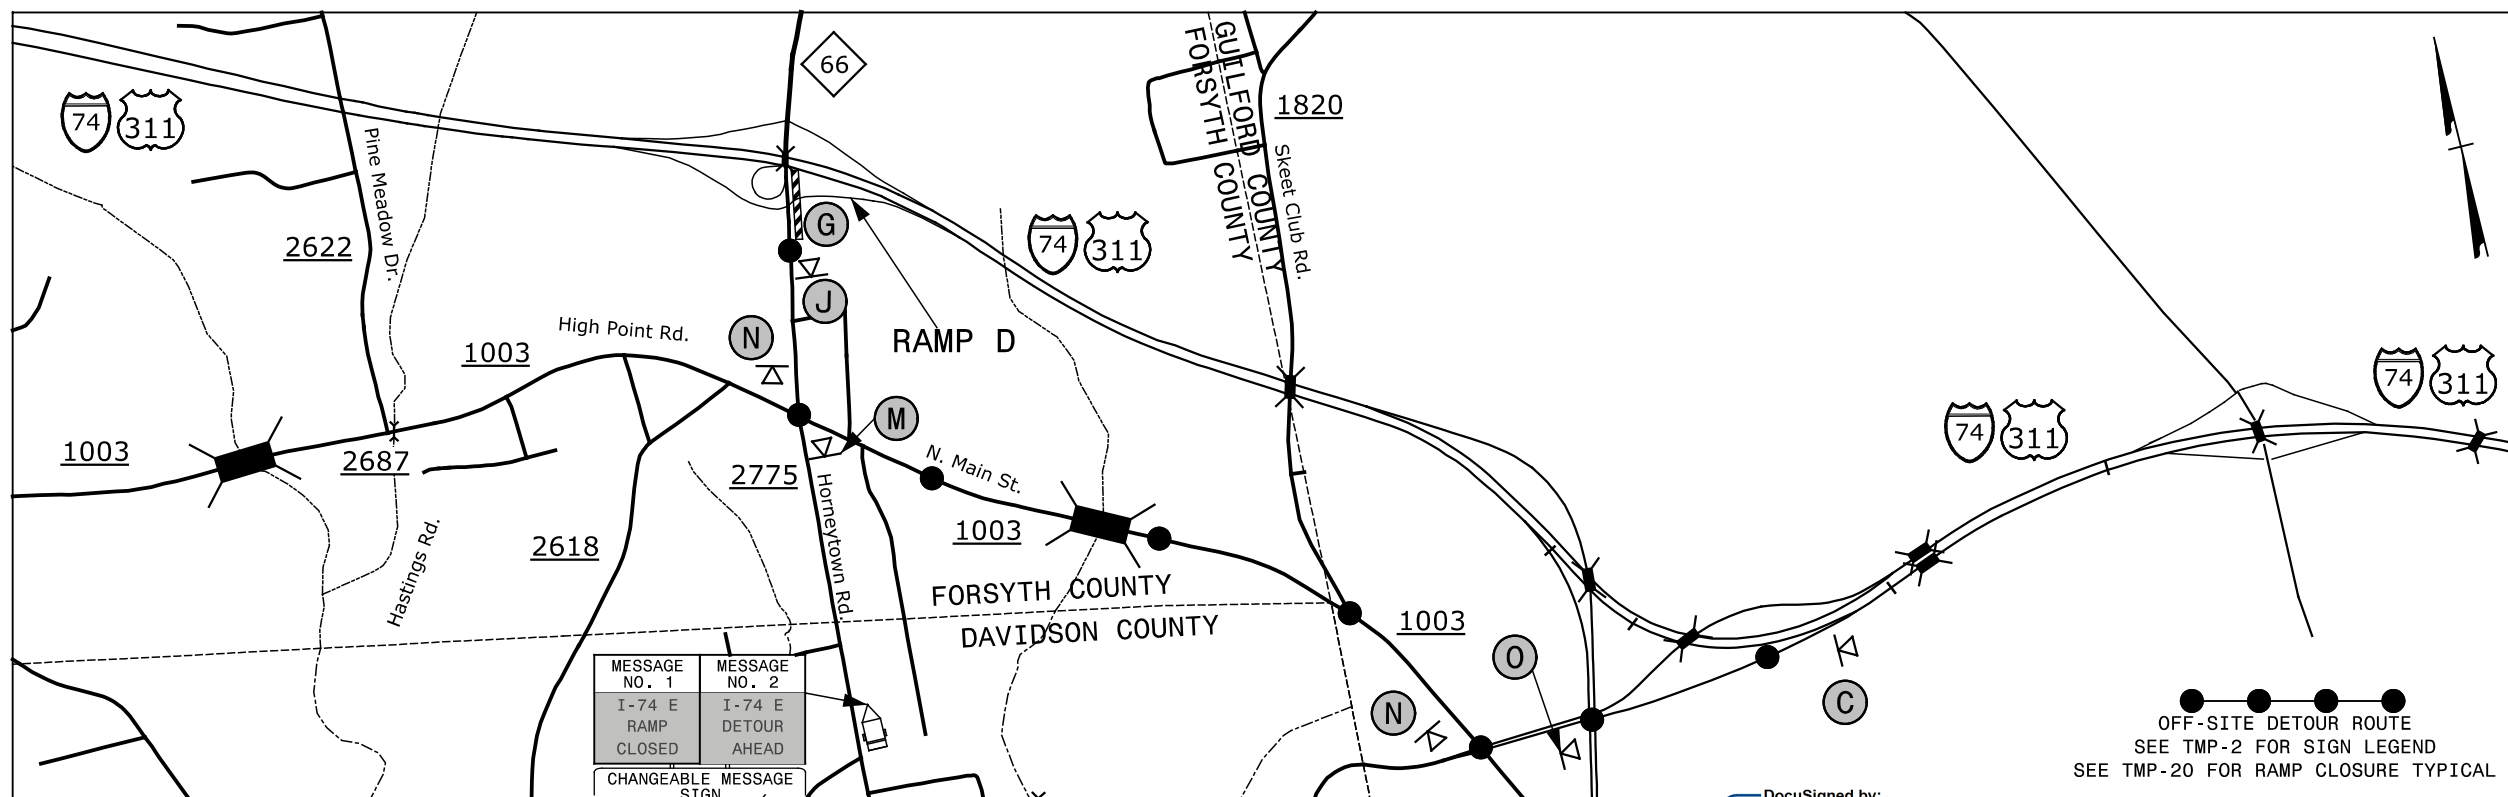 66
GUILFORD COUNTY
FORSYTH COUNTY
1820
74
311
Pine Meadow Dr.
Skeet Club Rd.
G
2622
74
311
J
High Point Rd.
N
RAMP D
1003
74
311
74
311
M
1003
2687
2775
N. Main St.
Horneytown Rd.
1003
2618
Hastings Rd.
FORSYTH COUNTY
DAVIDSON COUNTY
1003
O
C
N
MESSAGE NO. 1
MESSAGE NO. 2
I-74 E
RAMP
CLOSED
I-74 E
DETOUR
AHEAD
CHANGEABLE MESSAGE
SIGN
OFF-SITE DETOUR ROUTE
SEE TMP-2 FOR SIGN LEGEND
SEE TMP-20 FOR RAMP CLOSURE TYPICAL
DocuSigned by: